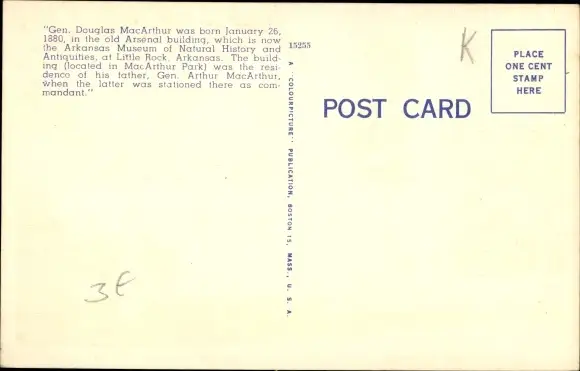 "Gen. Douglas MacArthur was born January 26,
1880, in the old Arsenal building, which is now
the Arkansas Museum of Natural History and
Antiquities, at Little Rock, Arkansas. The build-
ing (located in MacArthur Park) was the resi-
dence of his father, Gen. Arthur MacArthur,
when the latter was stationed there as com-
mandant."
15255
A "COLOURPICTURE" PUBLICATION, BOSTON 15, MASS., U. S. A.
POST CARD
K
PLACE
ONE CENT
STAMP
HERE
3€